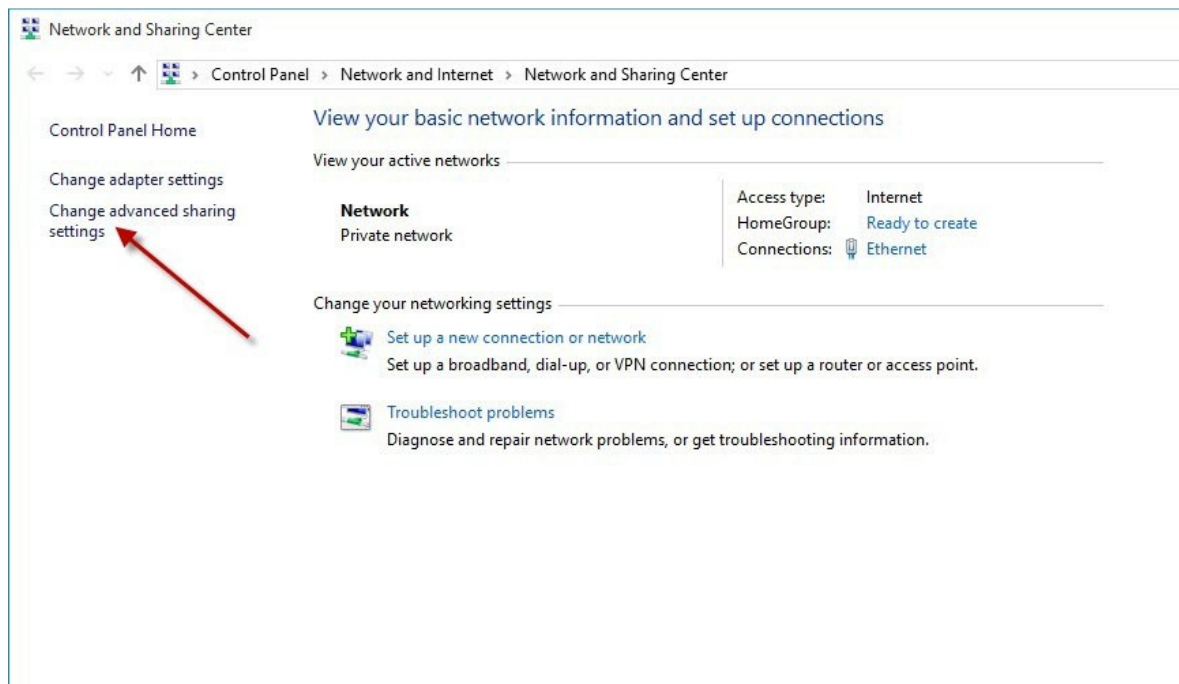 Network and Sharing Center
Control Panel > Network and Internet > Network and Sharing Center
Control Panel Home
Change adapter settings
Change advanced sharing
settings
View your basic network information and set up connections
View your active networks
Network
Private network
Access type: Internet
HomeGroup: Ready to create
Connections: Ethernet
Change your networking settings
Set up a new connection or network
Set up a broadband, dial-up, or VPN connection; or set up a router or access point.
Troubleshoot problems
Diagnose and repair network problems, or get troubleshooting information.